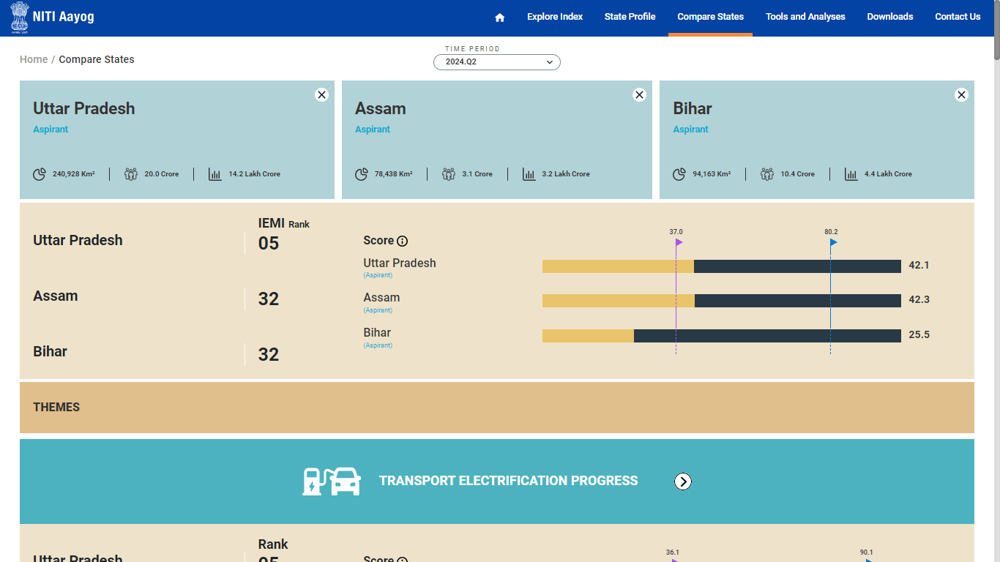 NITI Aayog
Explore Index
State Profile
Compare States
Tools and Analyses
Downloads
Contact Us
Home / Compare States
TIME PERIOD
2024.Q2
Uttar Pradesh
Aspirant
240,928 Km²
20.0 Crore
14.2 Lakh Crore
Assam
Aspirant
78,438 Km²
3.1 Crore
3.2 Lakh Crore
Bihar
Aspirant
94,163 Km²
10.4 Crore
4.4 Lakh Crore
Uttar Pradesh
IEMI Rank
05
Assam
32
Bihar
32
Score
37.0
80.2
Uttar Pradesh
(Aspirant)
42.1
Assam
(Aspirant)
42.3
Bihar
(Aspirant)
25.5
THEMES
TRANSPORT ELECTRIFICATION PROGRESS
Uttar Pradesh
Rank
05
Score
36.1
90.1